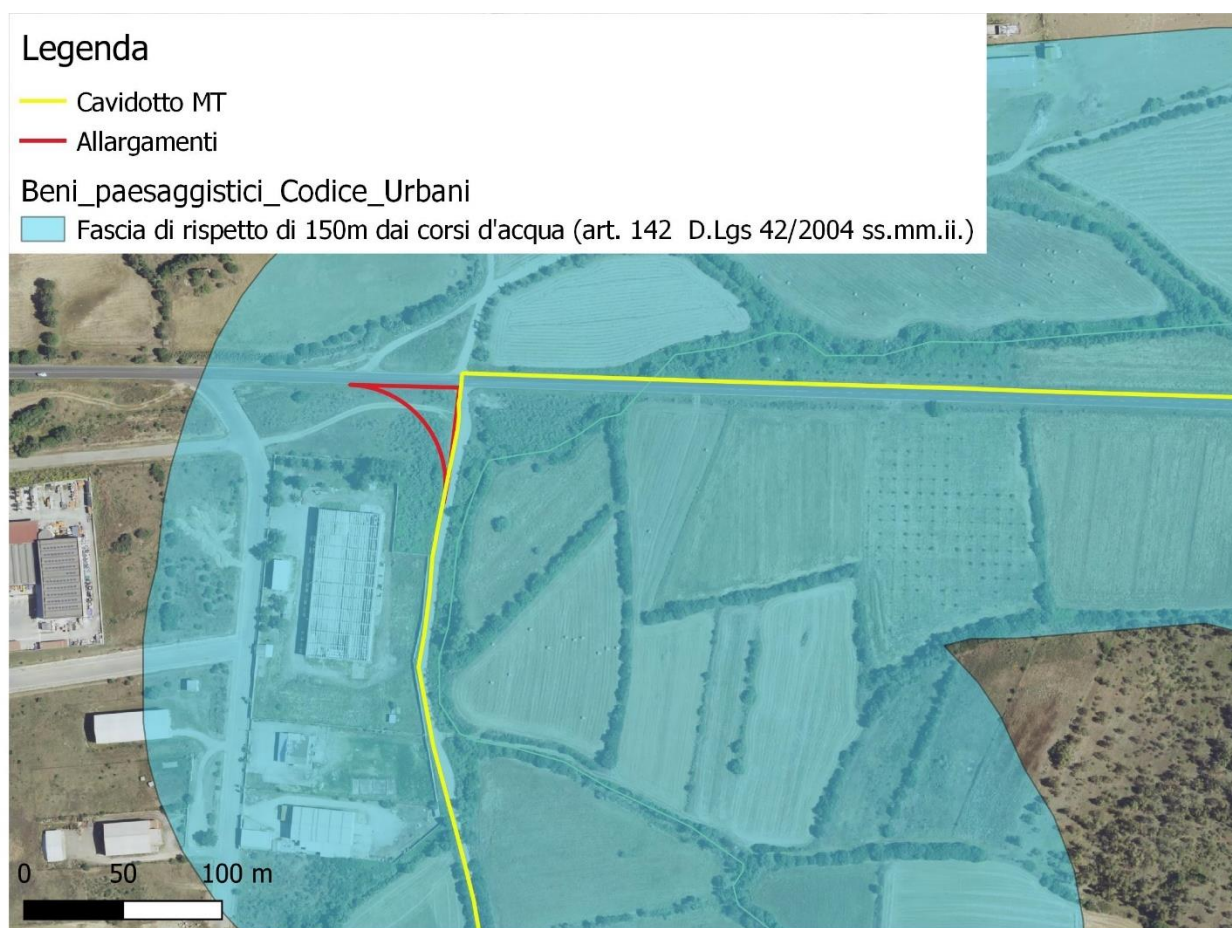 Legenda
Cavidotto MT
Allargamenti
Beni_paesaggistici_Codice_Urbani
Fascia di rispetto di 150m dai corsi d'acqua (art. 142 D.Lgs 42/2004 ss.mm.ii.)
0 50 100 m